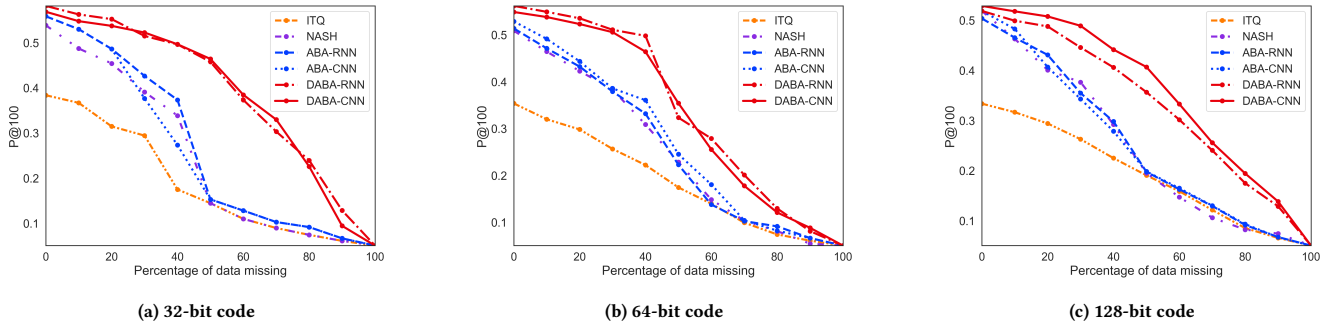 P@100
0.5
0.4
0.3
0.2
0.1
0 20 40 60 80 100
Percentage of data missing
ITQ
NASH
ABA-RNN
ABA-CNN
DABA-RNN
DABA-CNN
(a) 32-bit code
P@100
0.5
0.4
0.3
0.2
0.1
0 20 40 60 80 100
Percentage of data missing
ITQ
NASH
ABA-RNN
ABA-CNN
DABA-RNN
DABA-CNN
(b) 64-bit code
P@100
0.5
0.4
0.3
0.2
0.1
0 20 40 60 80 100
Percentage of data missing
ITQ
NASH
ABA-RNN
ABA-CNN
DABA-RNN
DABA-CNN
(c) 128-bit code